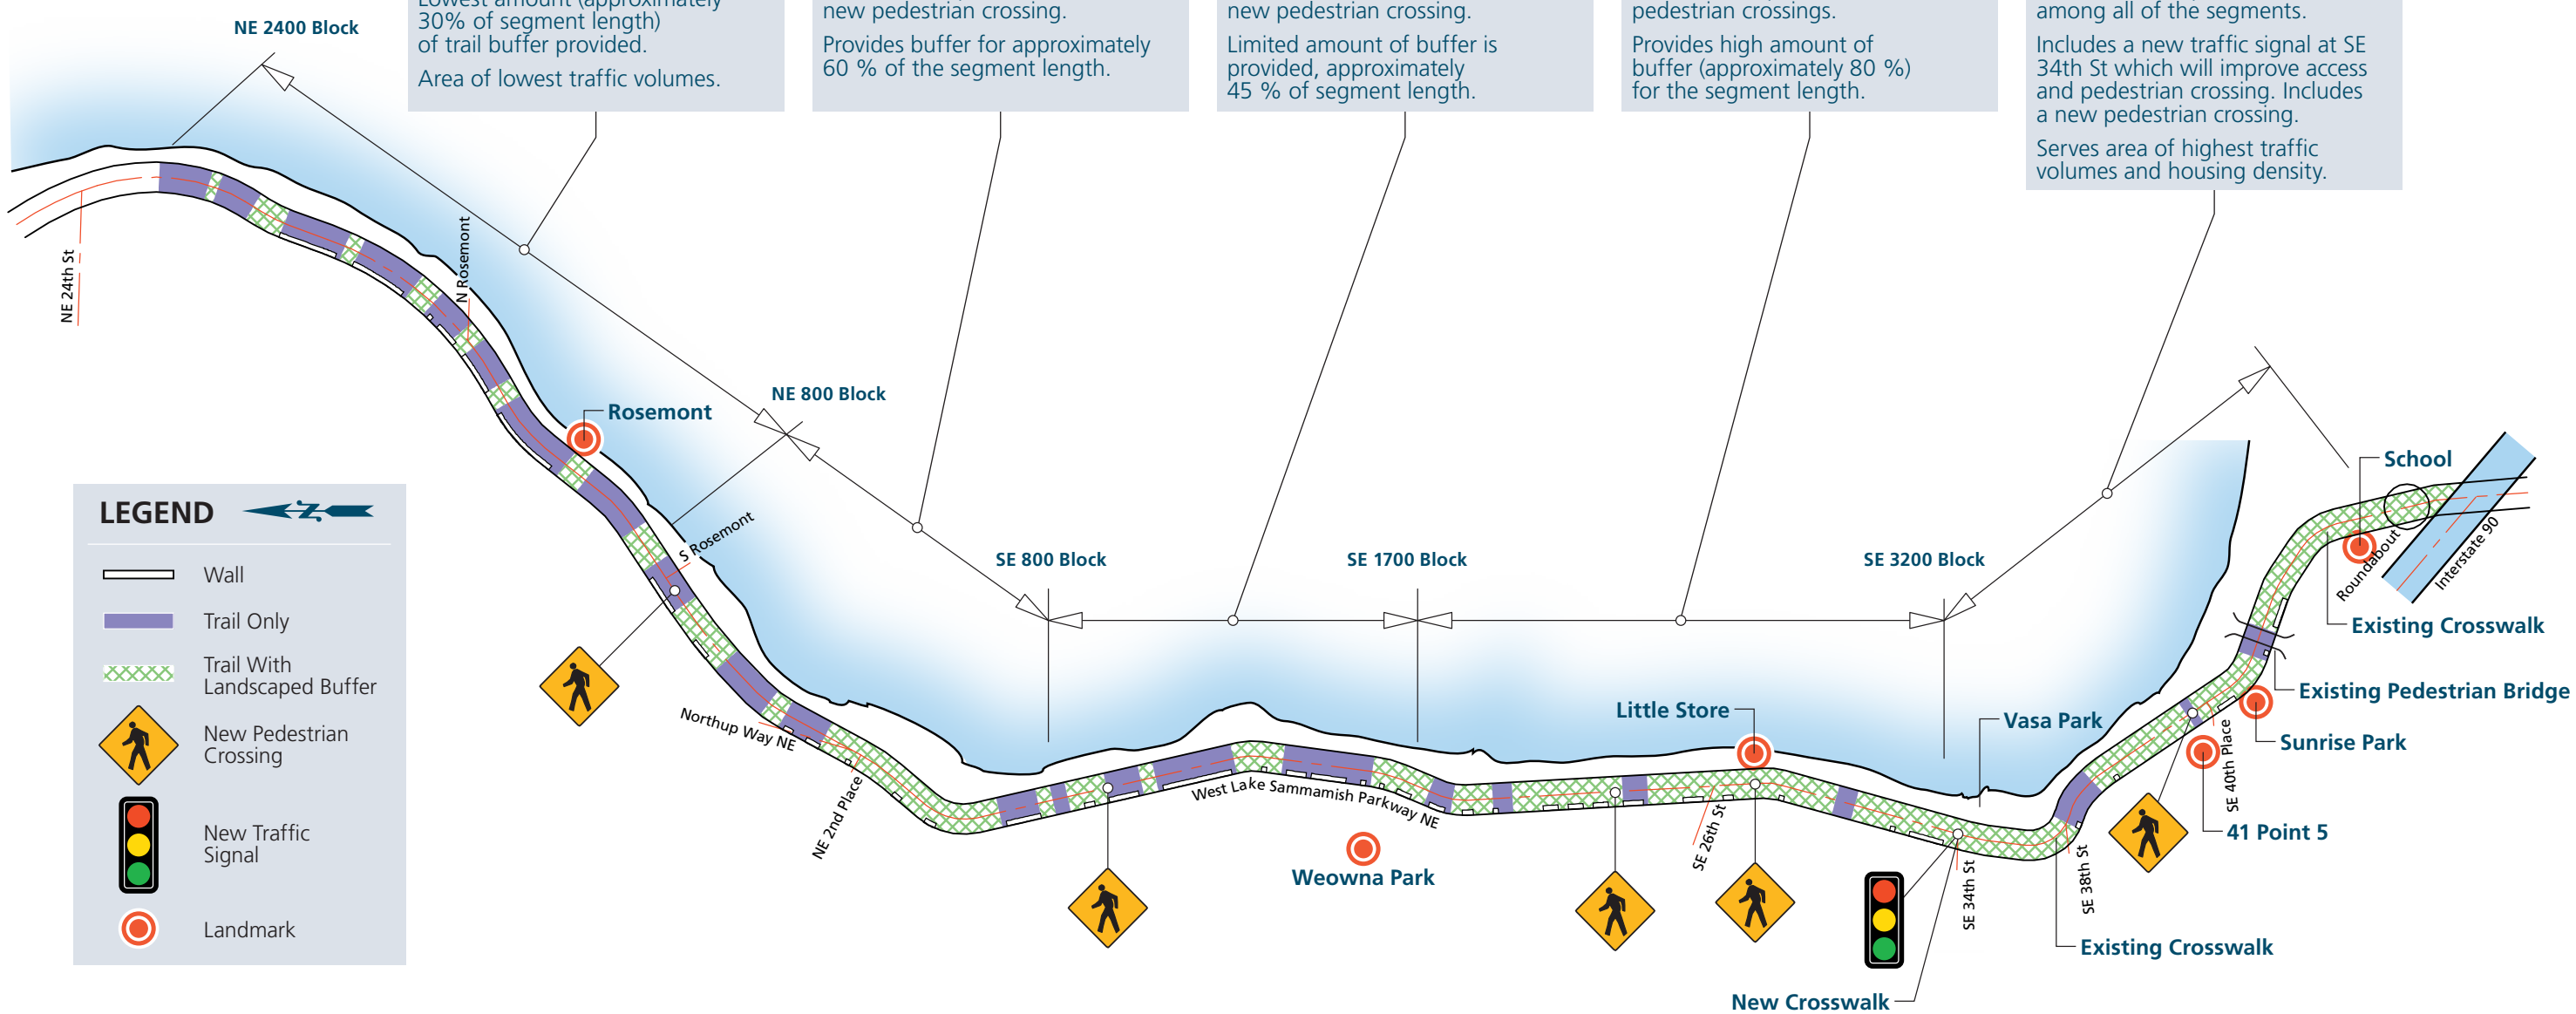 Lowest amount (approximately
30% of segment length)
of trail buffer provided.
Area of lowest traffic volumes.
new pedestrian crossing.
Provides buffer for approximately
60 % of the segment length.
new pedestrian crossing.
Limited amount of buffer is
provided, approximately
45 % of segment length.
pedestrian crossings.
Provides high amount of
buffer (approximately 80 %)
for the segment length.
among all of the segments.
Includes a new traffic signal at SE
34th St which will improve access
and pedestrian crossing. Includes
a new pedestrian crossing.
Serves area of highest traffic
volumes and housing density.
NE 2400 Block
NE 24th St
N Rosemont
Rosemont
NE 800 Block
S Rosemont
SE 800 Block
SE 1700 Block
SE 3200 Block
School
Roundabout
Interstate 90
Existing Crosswalk
Existing Pedestrian Bridge
Sunrise Park
SE 40th Place
41 Point 5
Vasa Park
Little Store
Northup Way NE
NE 2nd Place
West Lake Sammamish Parkway NE
Weowna Park
SE 26th St
SE 34th St
SE 38th St
Existing Crosswalk
New Crosswalk
LEGEND
N
Wall
Trail Only
Trail With
Landscaped Buffer
New Pedestrian
Crossing
New Traffic
Signal
Landmark